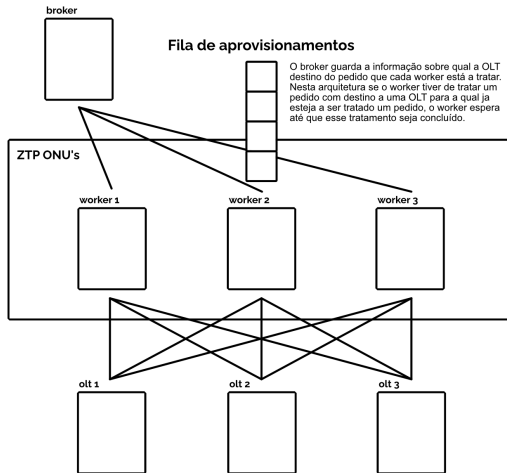 broker
Fila de aprovisionamentos
O broker guarda a informação sobre qual a OLT
destino do pedido que cada worker está a tratar.
Nesta arquitetura se o worker tiver de tratar um
pedido com destino a uma OLT para a qual ja
esteja a ser tratado um pedido, o worker espera
até que esse tratamento seja concluído.
ZTP ONU's
worker 1
worker 2
worker 3
olt 1
olt 2
olt 3